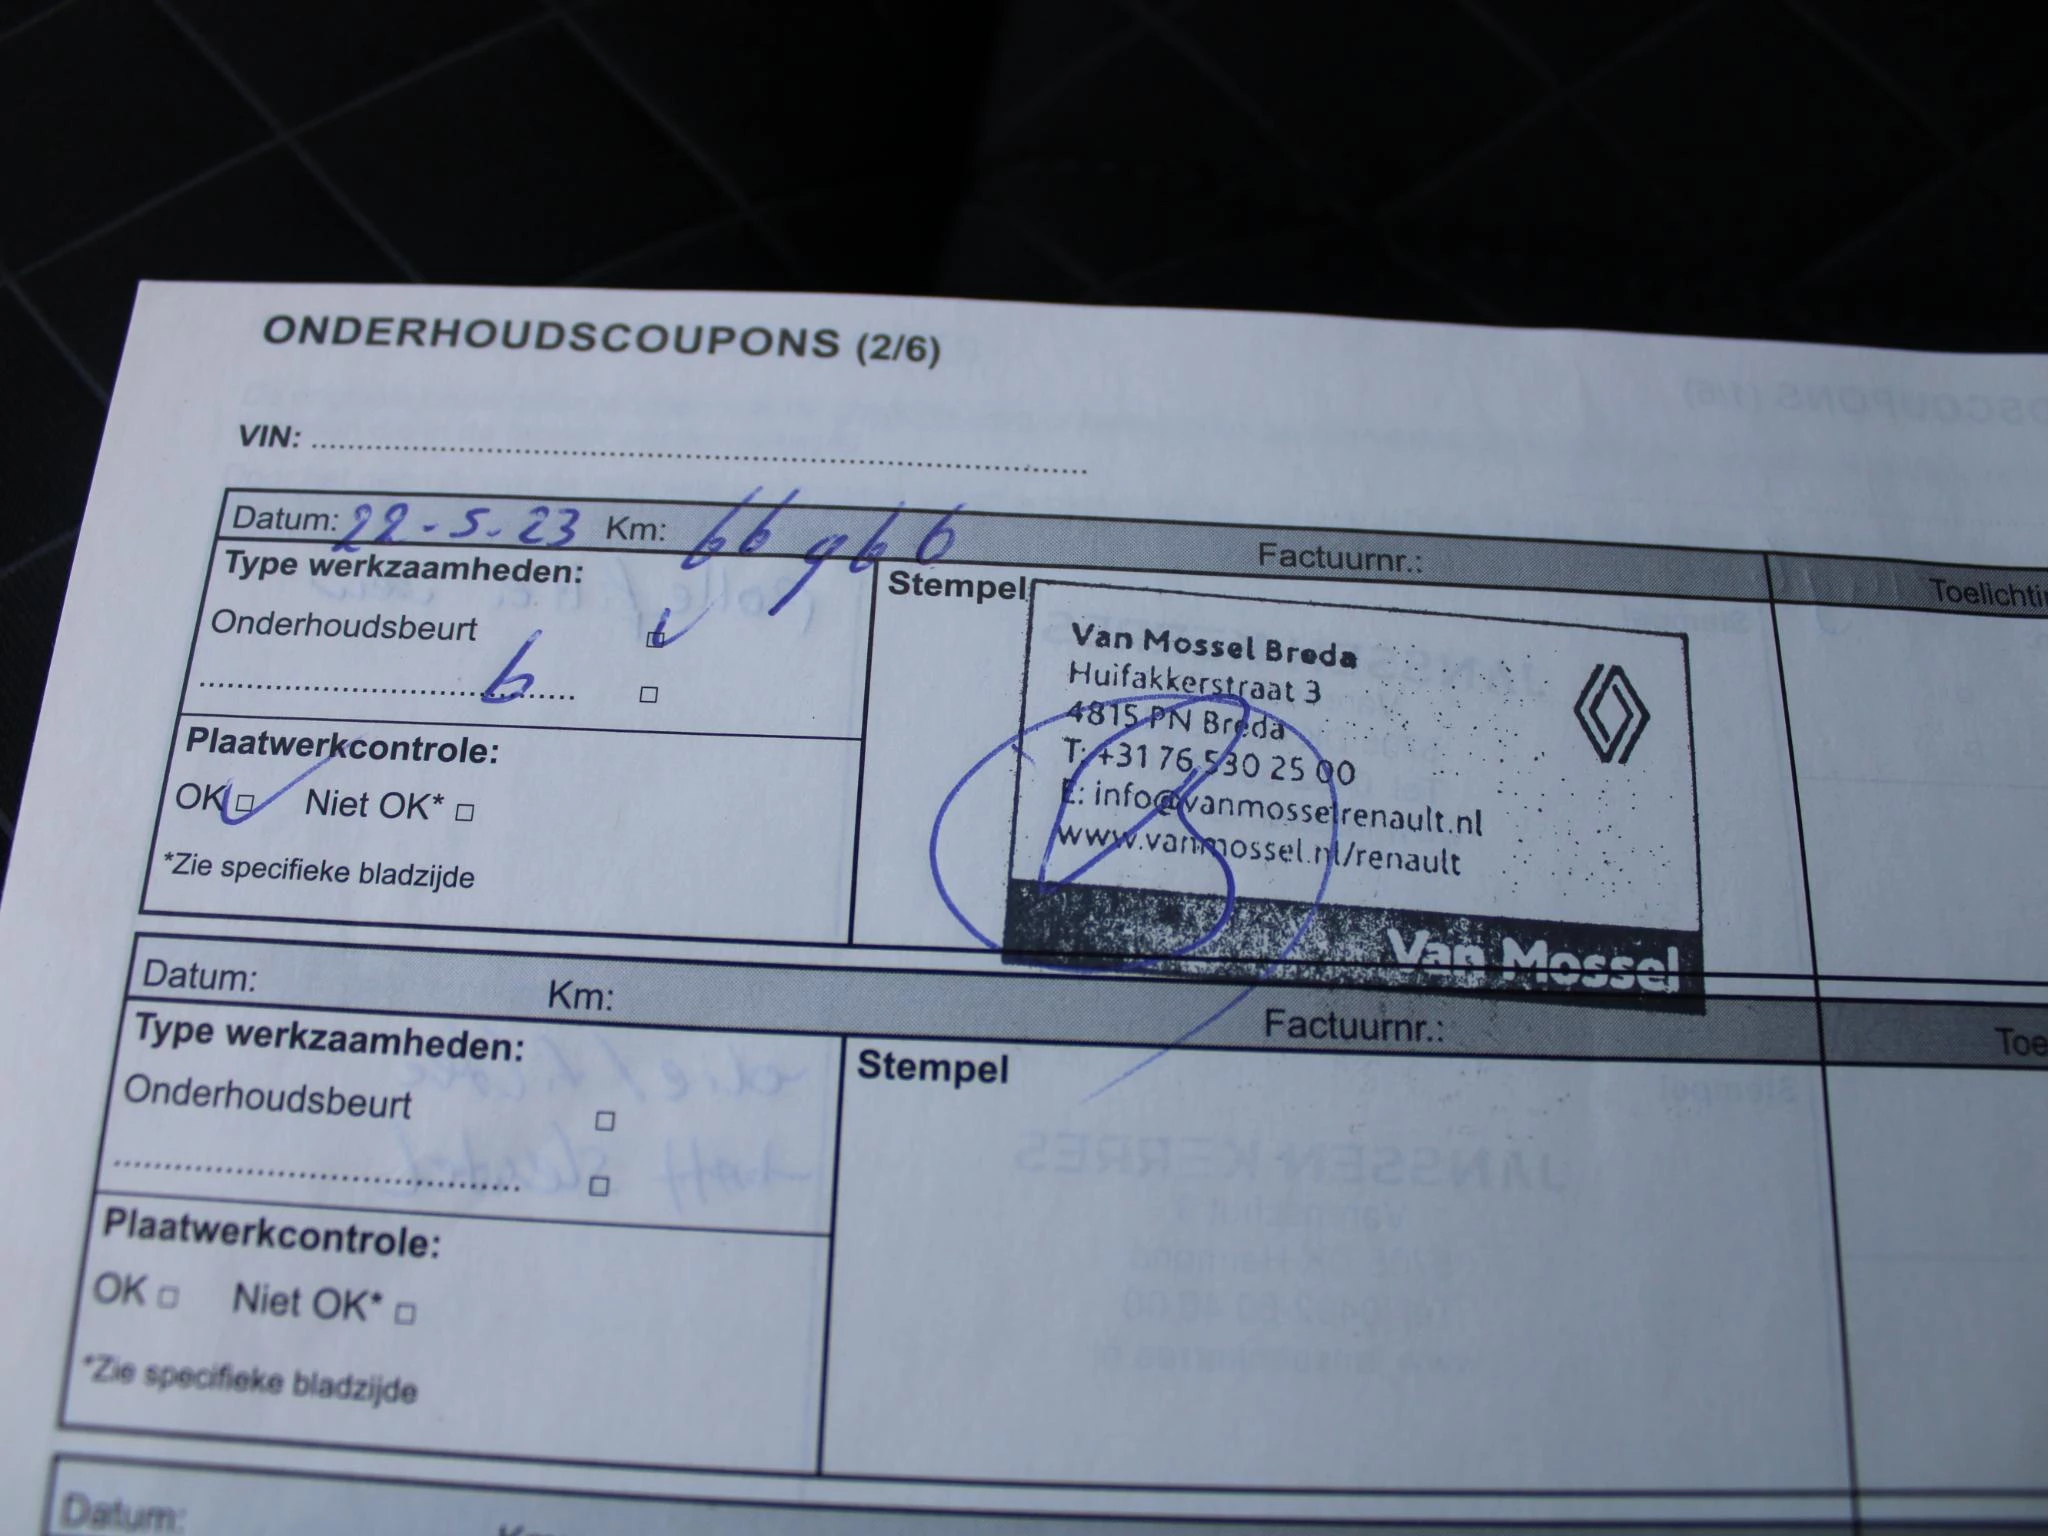 ONDERHOUDSCOUPONS (2/6)
VIN:
Datum: 22-5-23 Km: 66966 Factuurnr.:
Type werkzaamheden:
Onderhoudsbeurt
b
Plaatwerkcontrole:
OK Niet OK*
*Zie specifieke bladzijde
Stempel
Van Mossel Breda
Huifakkerstraat 3
4815 PN Breda
T: +31 76 530 25 00
E: info@vanmosselrenault.nl
www.vanmossel.nl/renault
Van Mossel
Datum: Km: Factuurnr.:
Type werkzaamheden:
Onderhoudsbeurt
Plaatwerkcontrole:
OK Niet OK*
*Zie specifieke bladzijde
Stempel
Datum: